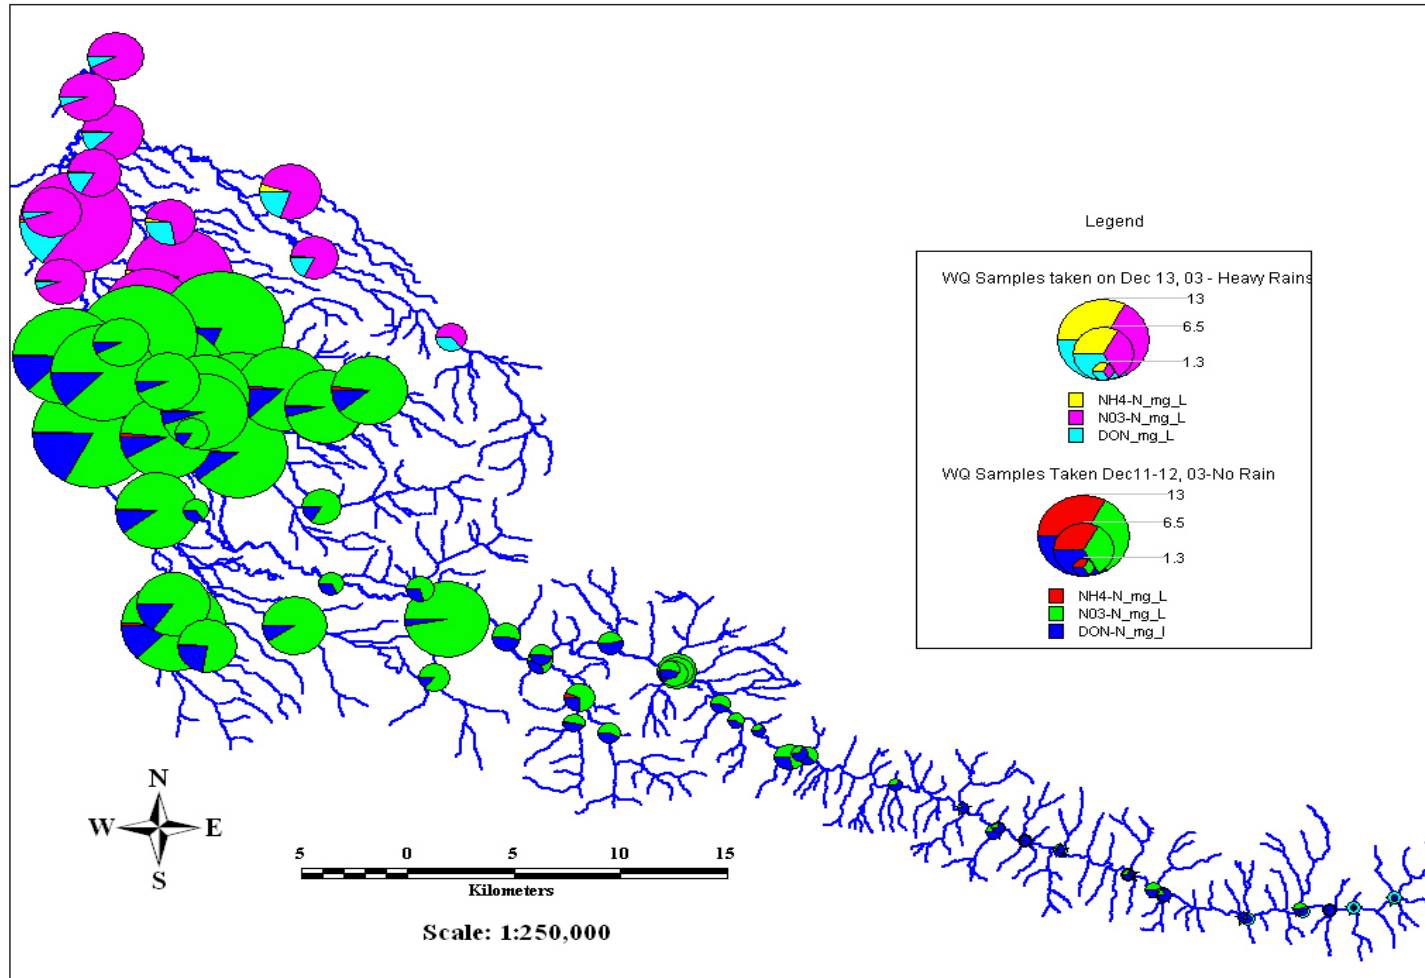 Legend
WQ Samples taken on Dec 13, 03 - Heavy Rains
13
6.5
1.3
NH4-N_mg_L
N03-N_mg_L
DON_mg_L
WQ Samples Taken Dec11-12, 03-No Rain
13
6.5
1.3
NH4-N_mg_L
N03-N_mg_L
DON-N_mg_l
N
W E
S
5 0 5 10 15
Kilometers
Scale: 1:250,000